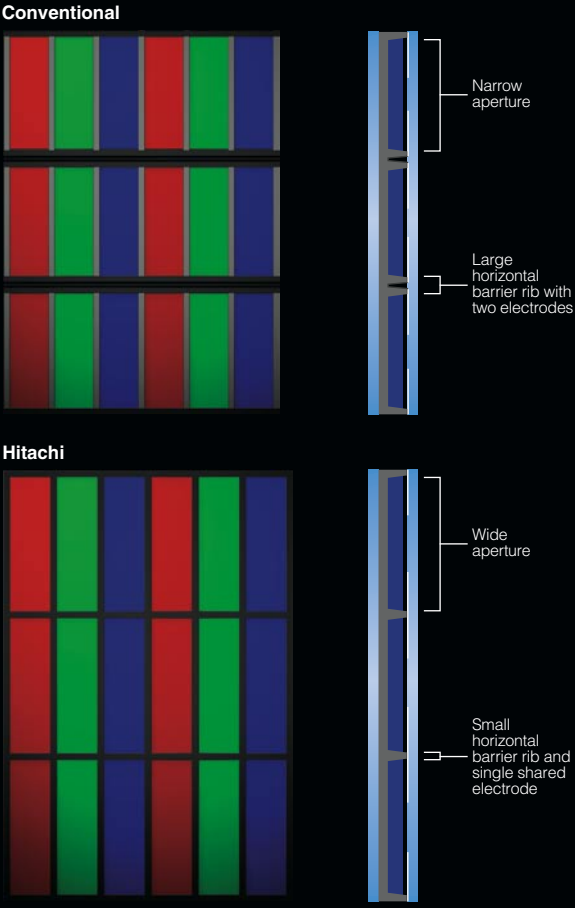 Conventional
Narrow
aperture
Large
horizontal
barrier rib with
two electrodes
Hitachi
Wide
aperture
Small
horizontal
barrier rib and
single shared
electrode